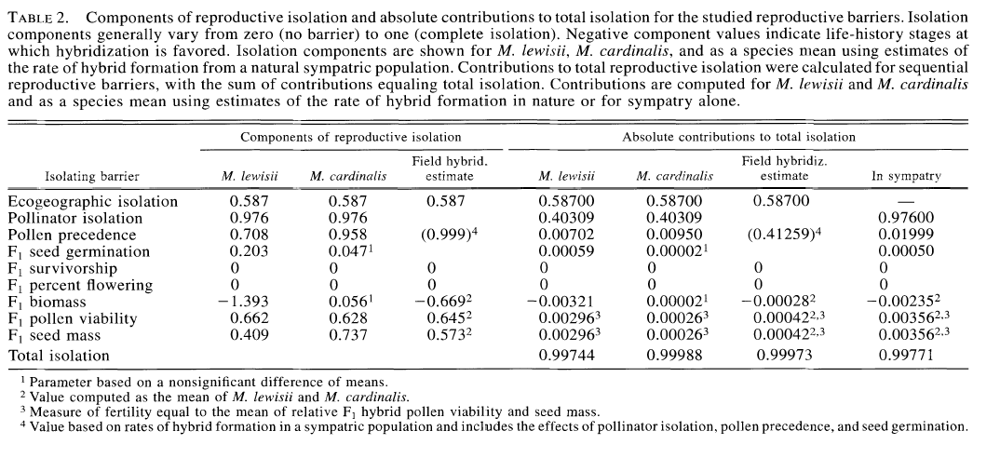 TABLE 2. Components of reproductive isolation and absolute contributions to total isolation for the studied reproductive barriers. Isolation
components generally vary from zero (no barrier) to one (complete isolation). Negative component values indicate life-history stages at
which hybridization is favored. Isolation components are shown for M. lewisii, M. cardinalis, and as a species mean using estimates of
the rate of hybrid formation from a natural sympatric population. Contributions to total reproductive isolation were calculated for sequential
reproductive barriers, with the sum of contributions equaling total isolation. Contributions are computed for M. lewisii and M. cardinalis
and as a species mean using estimates of the rate of hybrid formation in nature or for sympatry alone.
Components of reproductive isolation Absolute contributions to total isolation
Field hybrid. Field hybridiz.
Isolating barrier M. lewisii M. cardinalis estimate M. lewisii M. cardinalis estimate In sympatry
Ecogeographic isolation 0.587 0.587 0.587 0.58700 0.58700 0.58700 —
Pollinator isolation 0.976 0.976 0.40309 0.40309 0.97600
Pollen precedence 0.708 0.958 (0.999)⁴ 0.00702 0.00950 (0.41259)⁴ 0.01999
F₁ seed germination 0.203 0.047¹ 0.00059 0.00002¹ 0.00050
F₁ survivorship 0 0 0 0 0 0 0
F₁ percent flowering 0 0 0 0 0 0 0
F₁ biomass −1.393 0.056¹ −0.669² −0.00321 0.00002¹ −0.00028² −0.00235²
F₁ pollen viability 0.662 0.628 0.645² 0.00296³ 0.00026³ 0.00042²,³ 0.00356²,³
F₁ seed mass 0.409 0.737 0.573² 0.00296³ 0.00026³ 0.00042²,³ 0.00356²,³
Total isolation 0.99744 0.99988 0.99973 0.99771
¹ Parameter based on a nonsignificant difference of means.
² Value computed as the mean of M. lewisii and M. cardinalis.
³ Measure of fertility equal to the mean of relative F₁ hybrid pollen viability and seed mass.
⁴ Value based on rates of hybrid formation in a sympatric population and includes the effects of pollinator isolation, pollen precedence, and seed germination.